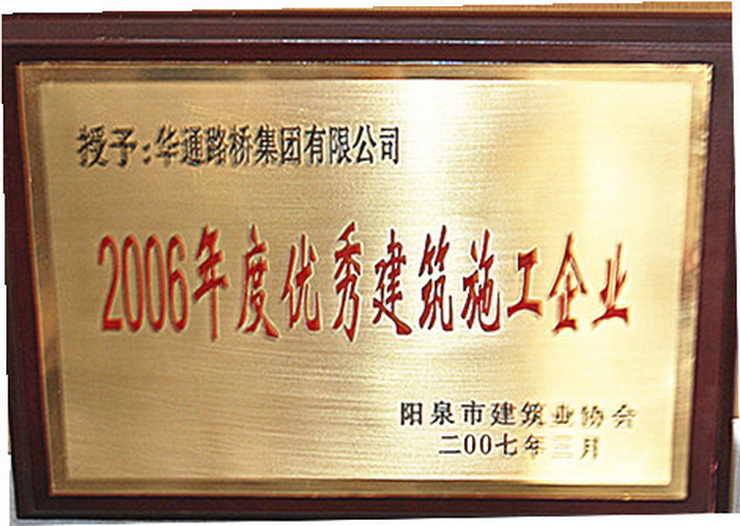 授予：华通路桥集团有限公司
2006年度优秀建筑施工企业
阳泉市建筑业协会
二00七年三月